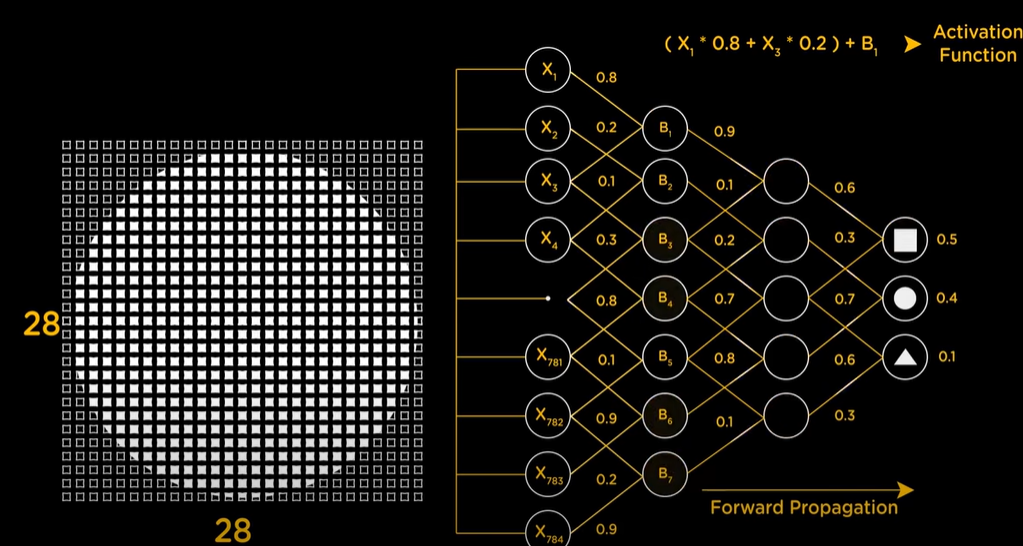 ( X₁ * 0.8 + X₃ * 0.2 ) + B₁
Activation
Function
28
28
X₁
X₂
X₃
X₄
X₇₈₁
X₇₈₂
X₇₈₃
X₇₈₄
0.8
0.2
0.1
0.3
0.8
0.1
0.9
0.2
0.9
B₁
B₂
B₃
B₄
B₅
B₆
B₇
0.9
0.1
0.2
0.7
0.8
0.1
0.6
0.3
0.7
0.6
0.3
0.5
0.4
0.1
Forward Propagation